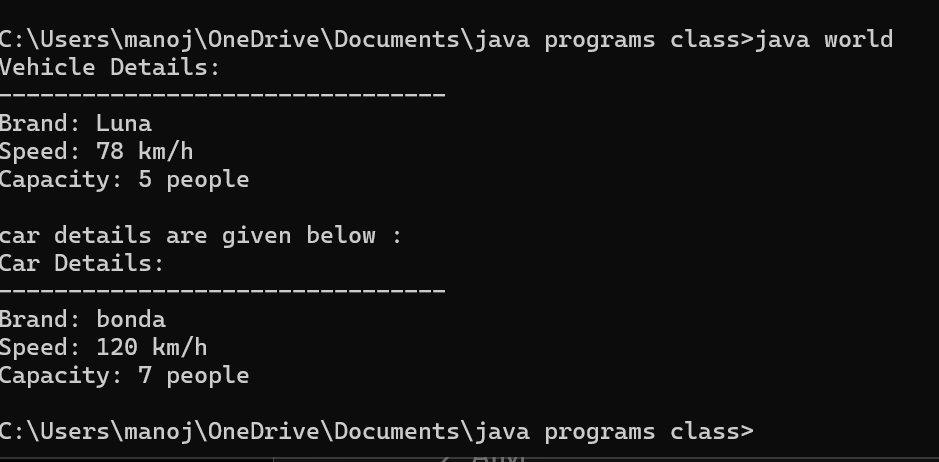 C:\Users\manoj\OneDrive\Documents\java programs class>java world
Vehicle Details:
--------------------------------
Brand: Luna
Speed: 78 km/h
Capacity: 5 people
car details are given below :
Car Details:
--------------------------------
Brand: bonda
Speed: 120 km/h
Capacity: 7 people
C:\Users\manoj\OneDrive\Documents\java programs class>